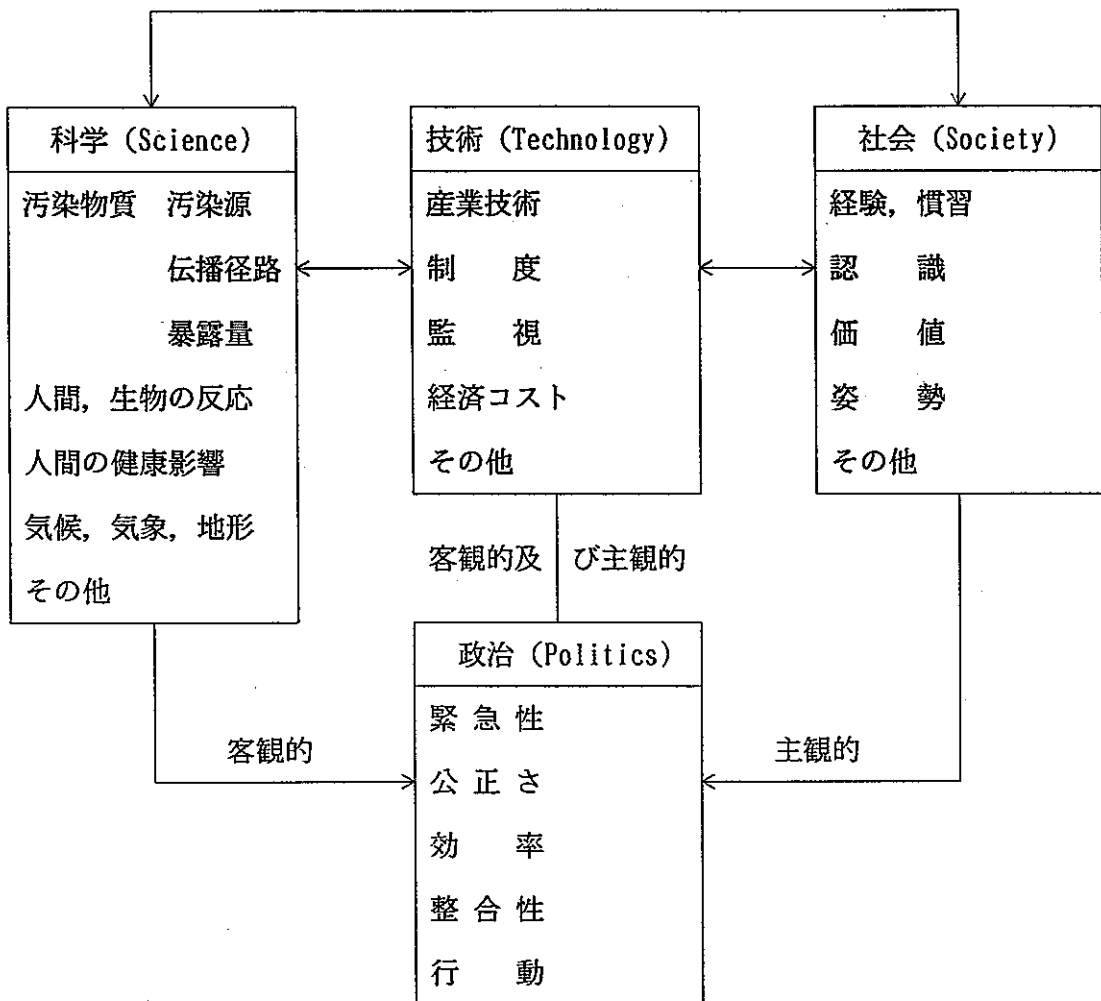 科学 (Science)
汚染物質 汚染源
伝播径路
暴露量
人間，生物の反応
人間の健康影響
気候，気象，地形
その他
技術 (Technology)
産業技術
制 度
監 視
経済コスト
その他
社会 (Society)
経験，慣習
認 識
価 値
姿 勢
その他
客観的及び主観的
客観的
主観的
政治 (Politics)
緊急性
公正さ
効 率
整合性
行 動